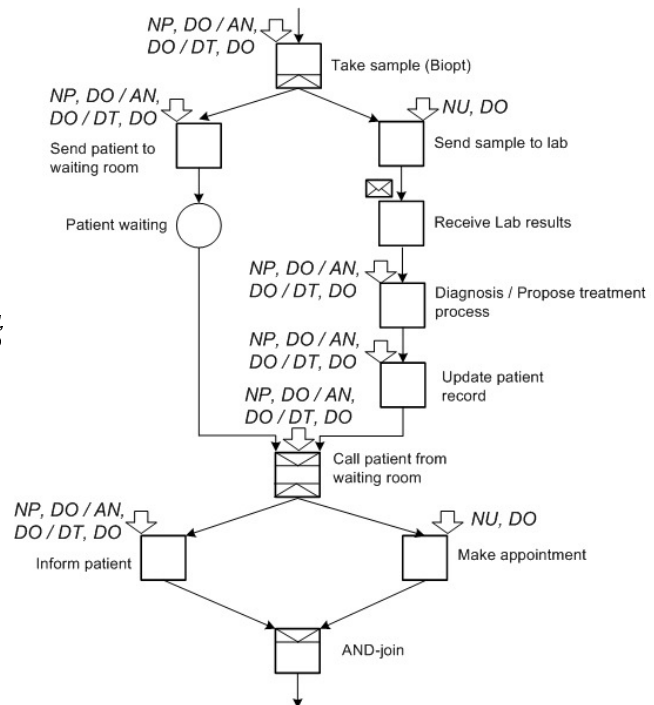 NP, DO / AN,
DO / DT, DO
Take sample (Biopt)
NP, DO / AN,
DO / DT, DO
NU, DO
Send patient to
waiting room
Send sample to lab
Patient waiting
Receive Lab results
NP, DO / AN,
DO / DT, DO
Diagnosis / Propose treatment
process
NP, DO / AN,
DO / DT, DO
Update patient
record
NP, DO / AN,
DO / DT, DO
Call patient from
waiting room
NP, DO / AN,
DO / DT, DO
NU, DO
Inform patient
Make appointment
AND-join